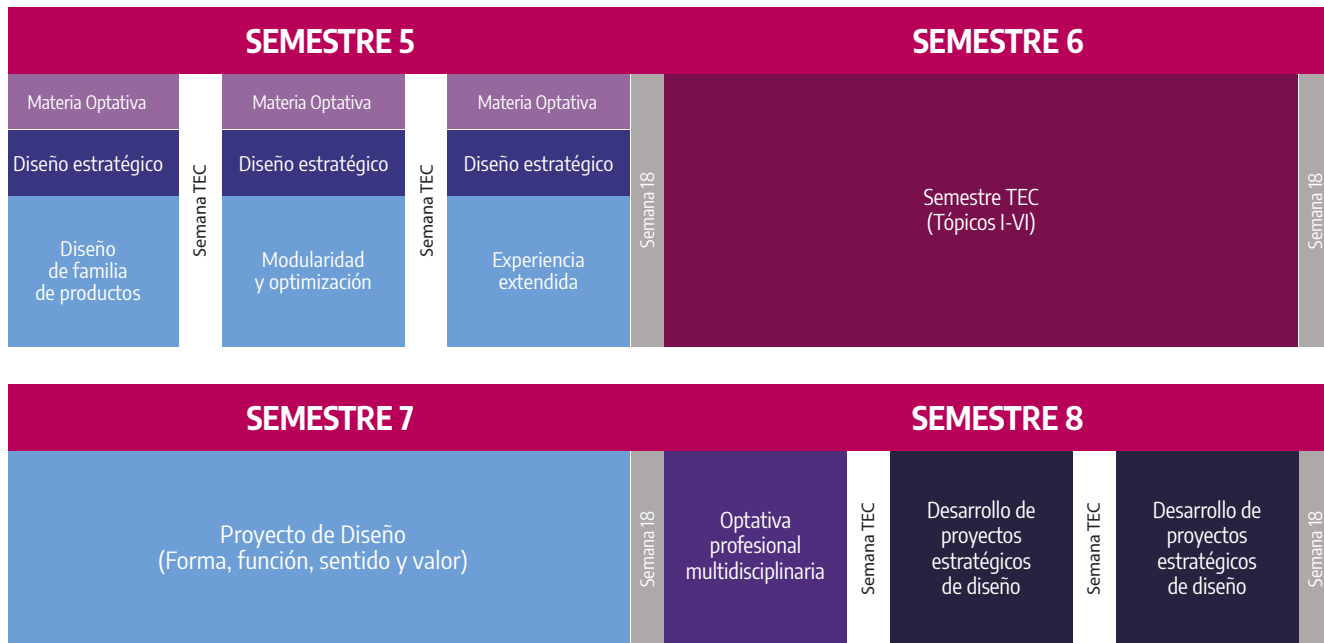 SEMESTRE 5
SEMESTRE 6
Materia Optativa
Diseño estratégico
Diseño
de familia
de productos
Semana TEC
Materia Optativa
Diseño estratégico
Modularidad
y optimización
Semana TEC
Materia Optativa
Diseño estratégico
Experiencia
extendida
Semana 18
Semestre TEC
(Tópicos I-VI)
Semana 18
SEMESTRE 7
SEMESTRE 8
Proyecto de Diseño
(Forma, función, sentido y valor)
Semana 18
Optativa
profesional
multidisciplinaria
Semana TEC
Desarrollo de
proyectos
estratégicos
de diseño
Semana TEC
Desarrollo de
proyectos
estratégicos
de diseño
Semana 18